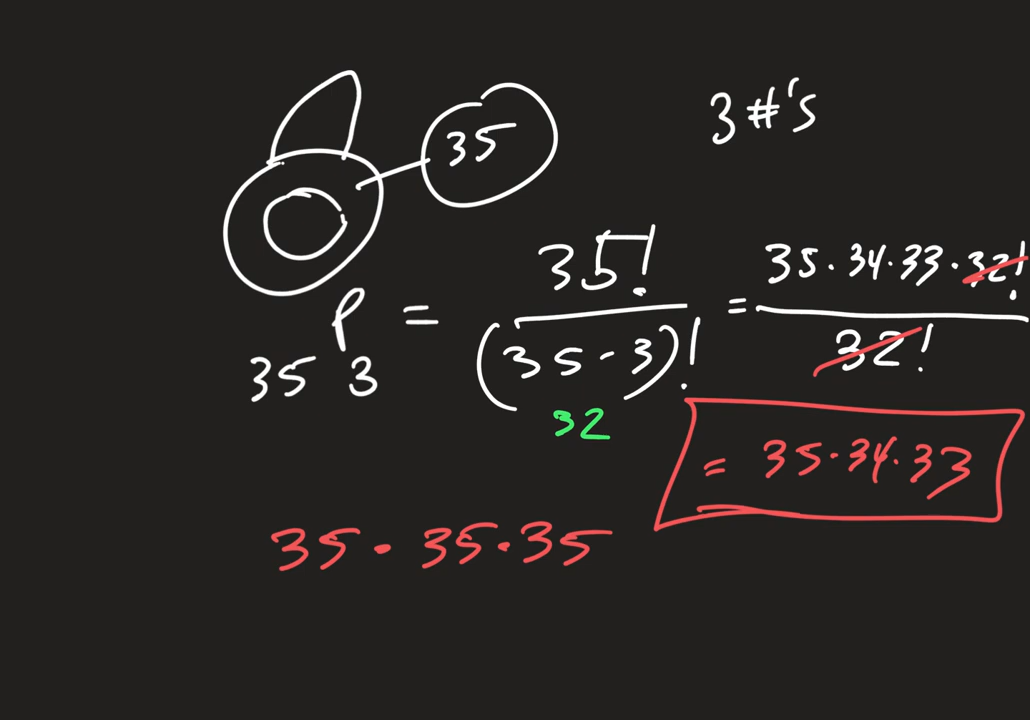 35
3 #'s
35 P 3 = 35! / (35 - 3)! = 35 · 34 · 33 · 32! / 32!
32
= 35 · 34 · 33
35 · 35 · 35